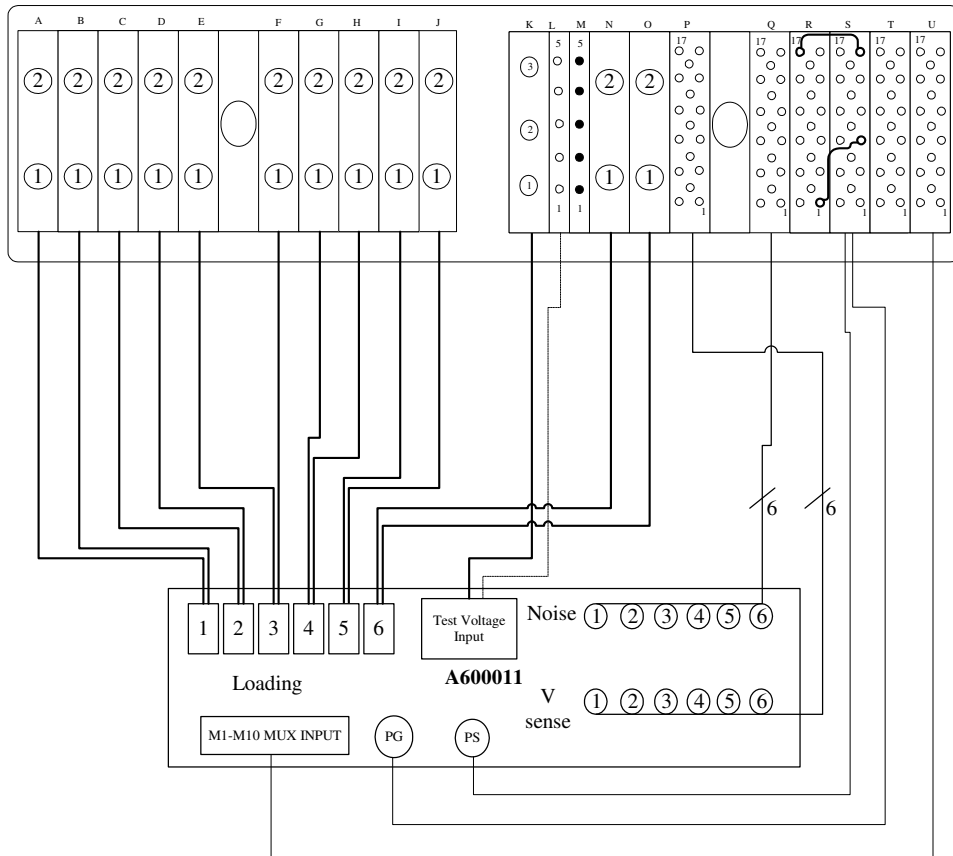 A B C D E F G H I J K L M N O P Q R S T U
17 17 17 17 17 17
5 5
2 2 2 2 2 2 2 2 2 2 3 2 2
2
1 1 1 1 1 1 1 1 1 1 1 1 1
1 1 1 1 1 1 1 1
6 6
1 2 3 4 5 6
Test Voltage
Input
Noise 1 2 3 4 5 6
A600011
Loading
V
sense
1 2 3 4 5 6
M1-M10 MUX INPUT
PG
PS